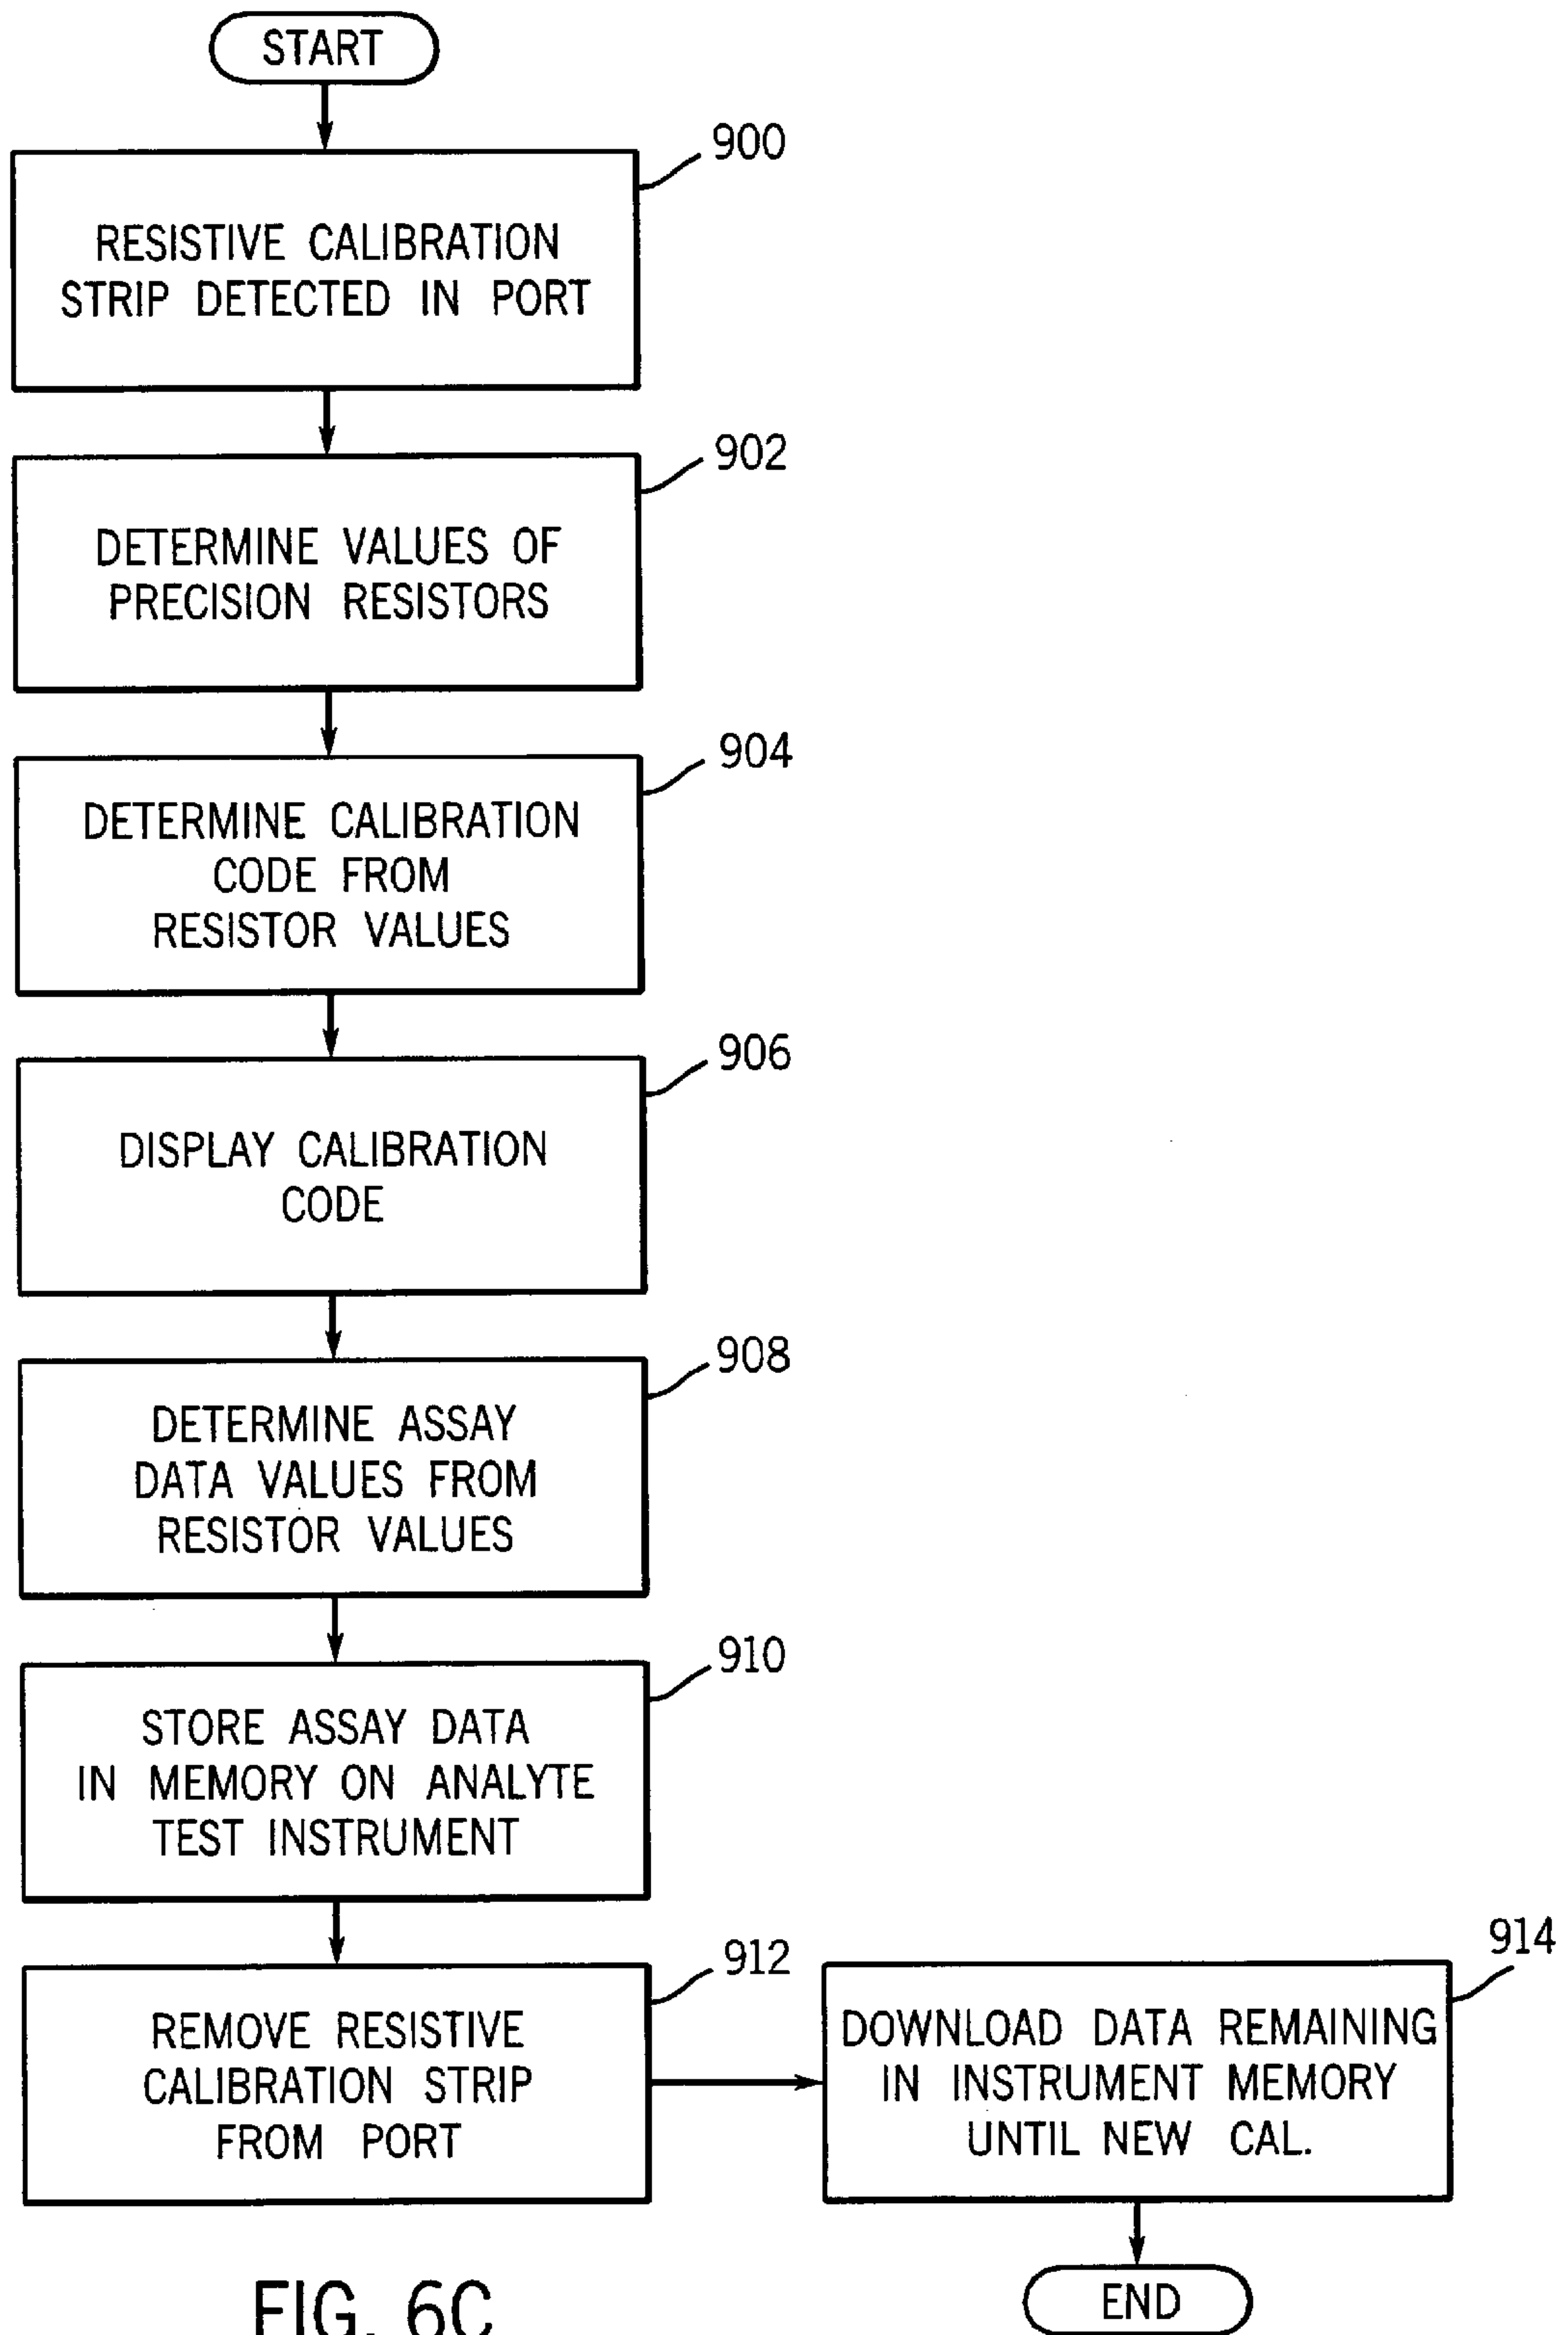 START
900
RESISTIVE CALIBRATION
STRIP DETECTED IN PORT
902
DETERMINE VALUES OF
PRECISION RESISTORS
904
DETERMINE CALIBRATION
CODE FROM
RESISTOR VALUES
906
DISPLAY CALIBRATION
CODE
908
DETERMINE ASSAY
DATA VALUES FROM
RESISTOR VALUES
910
STORE ASSAY DATA
IN MEMORY ON ANALYTE
TEST INSTRUMENT
912
REMOVE RESISTIVE
CALIBRATION STRIP
FROM PORT
914
DOWNLOAD DATA REMAINING
IN INSTRUMENT MEMORY
UNTIL NEW CAL.
END
FIG. 6C